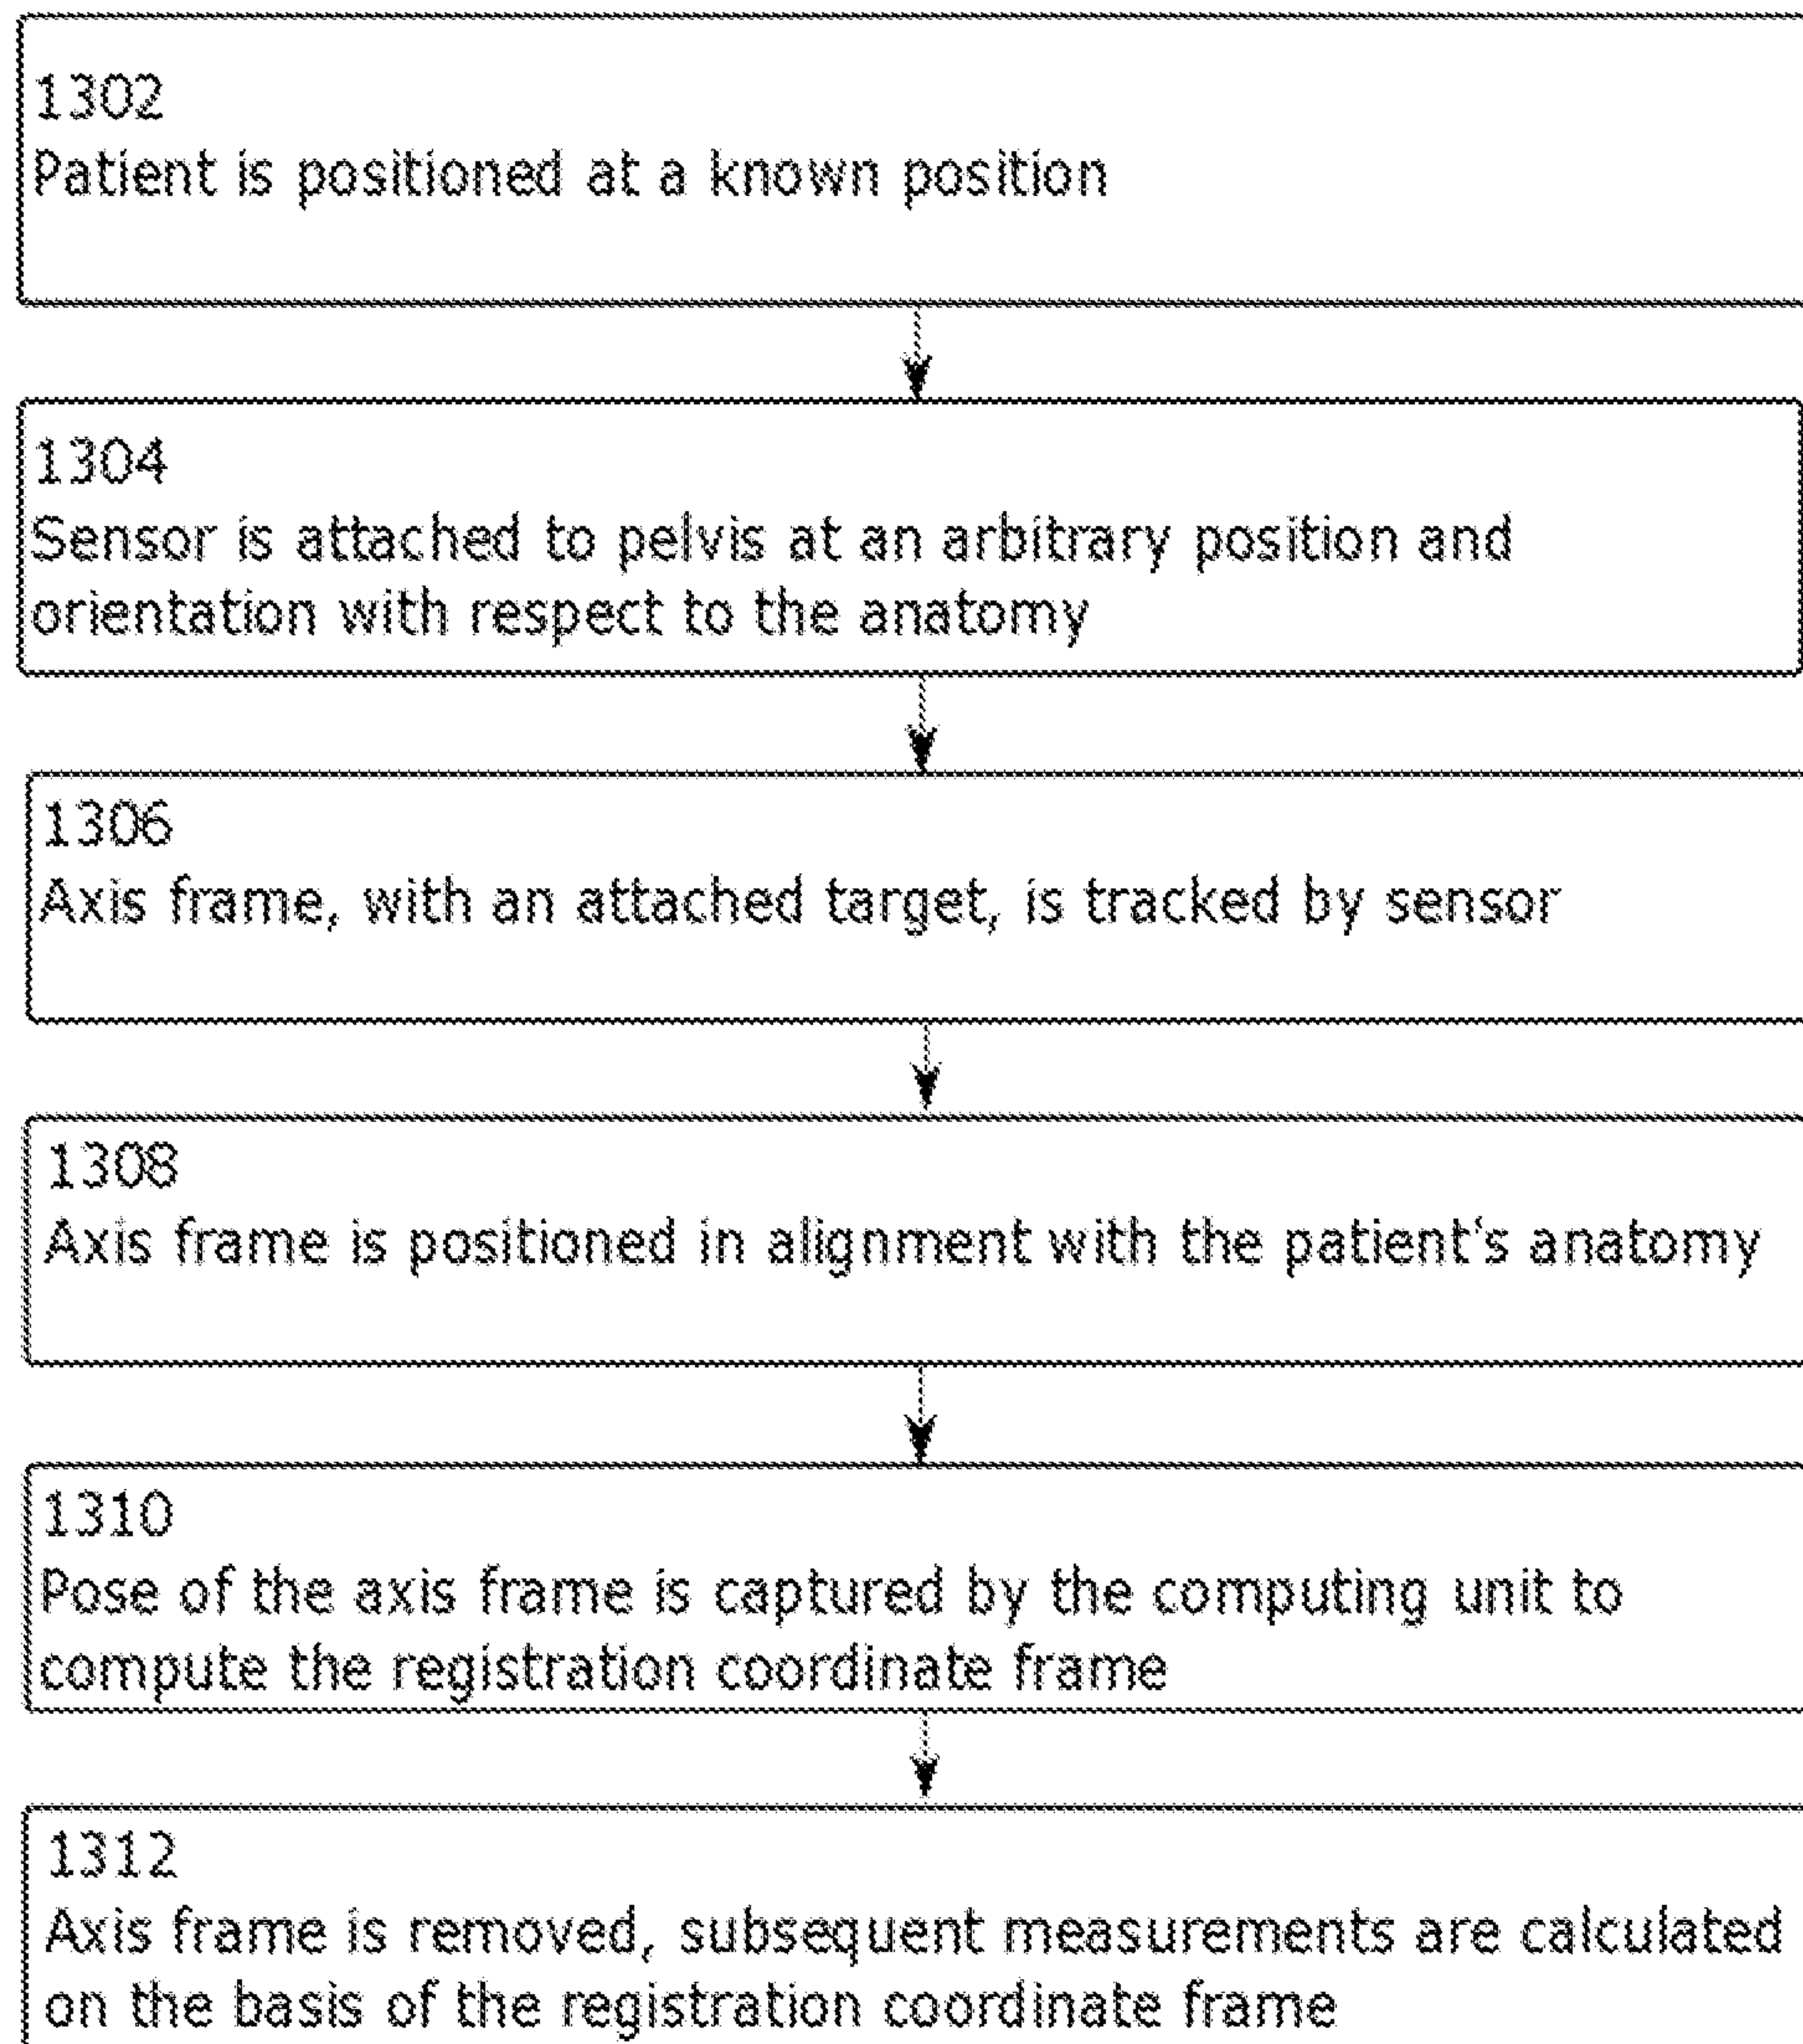 1302
Patient is positioned at a known position
1304
Sensor is attached to pelvis at an arbitrary position and
orientation with respect to the anatomy
1306
Axis frame, with an attached target, is tracked by sensor
1308
Axis frame is positioned in alignment with the patient's anatomy
1310
Pose of the axis frame is captured by the computing unit to
compute the registration coordinate frame
1312
Axis frame is removed, subsequent measurements are calculated
on the basis of the registration coordinate frame